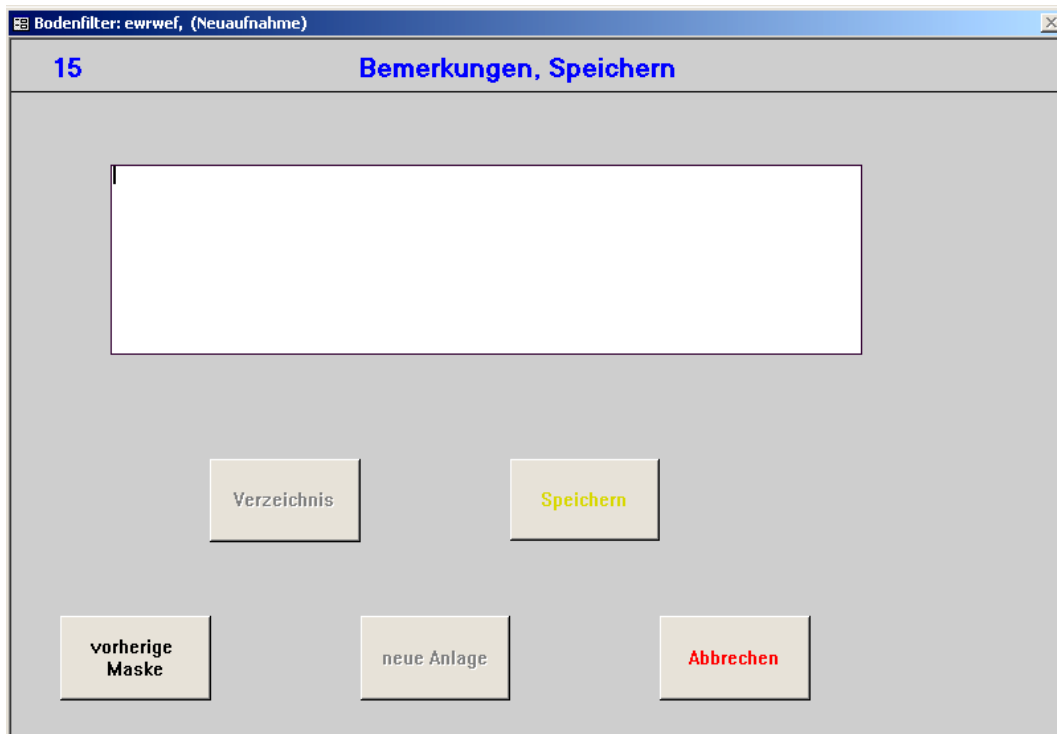 Bodenfilter: ewrwef, (Neuaufnahme)
15 Bemerkungen, Speichern
Verzeichnis Speichern
vorherige
Maske
neue Anlage
Abbrechen